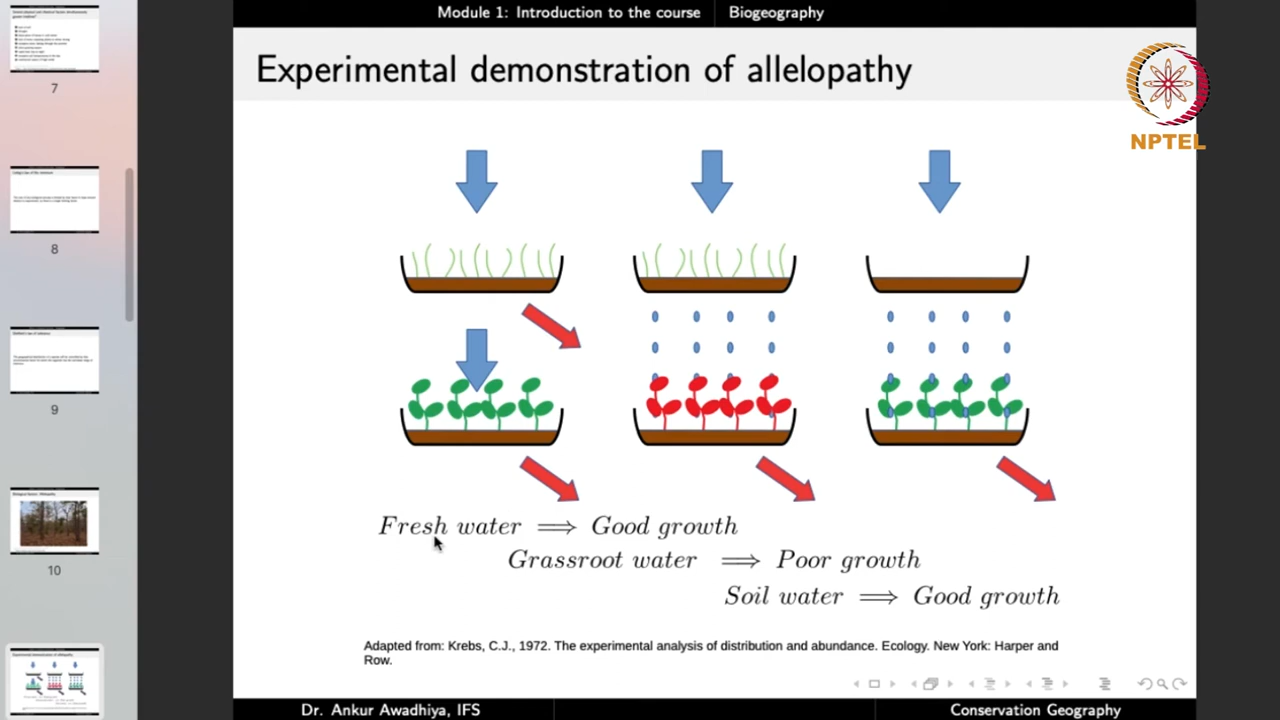 Module 1: Introduction to the course
Biogeography
Experimental demonstration of allelopathy
NPTEL
7
8
9
10
Fresh water ⟹ Good growth
Grassroot water ⟹ Poor growth
Soil water ⟹ Good growth
Adapted from: Krebs, C.J., 1972. The experimental analysis of distribution and abundance. Ecology. New York: Harper and
Row.
Dr. Ankur Awadhiya, IFS
Conservation Geography